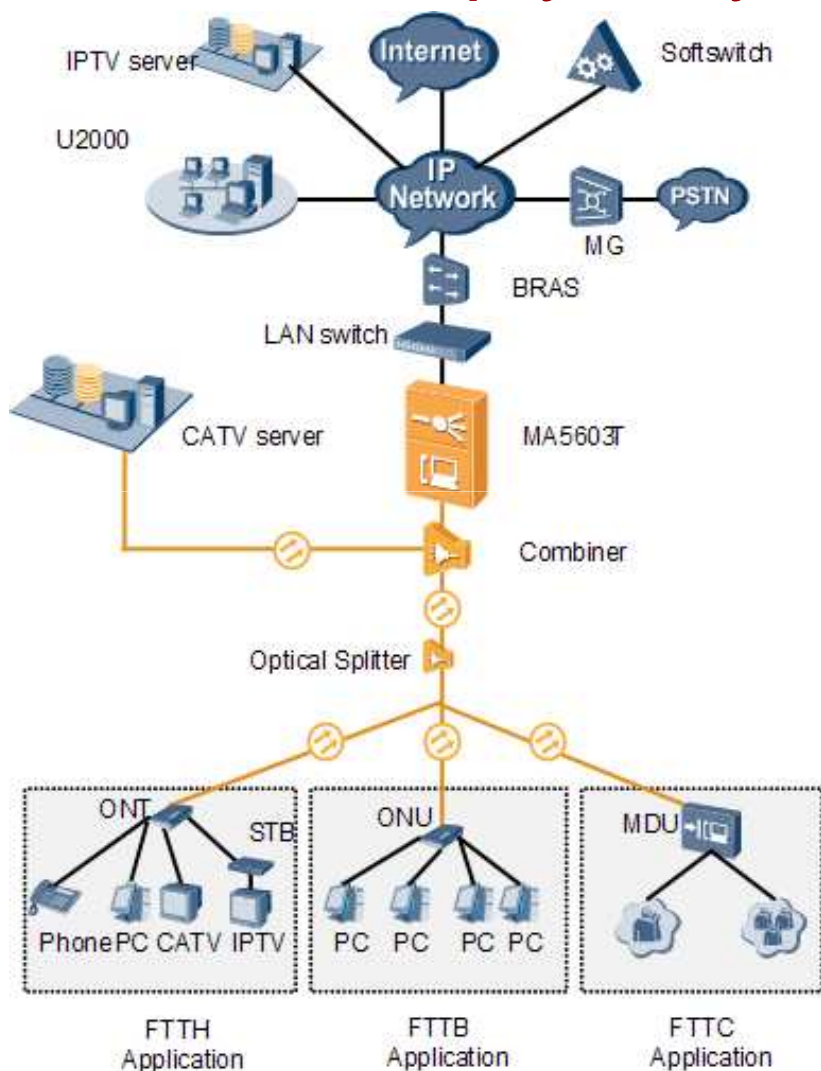 IPTV server
Internet
Softswitch
U2000
IP
Network
PSTN
MG
BRAS
LAN switch
CATV server
MA5603T
Combiner
Optical Splitter
ONT
STB
ONU
MDU
Phone PC CATV IPTV
PC PC PC PC
FTTH
Application
FTTB
Application
FTTC
Application